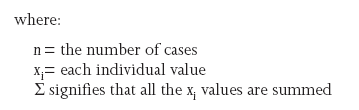 where:
n = the number of cases
xᵢ= each individual value
Σ signifies that all the xᵢ values are summed